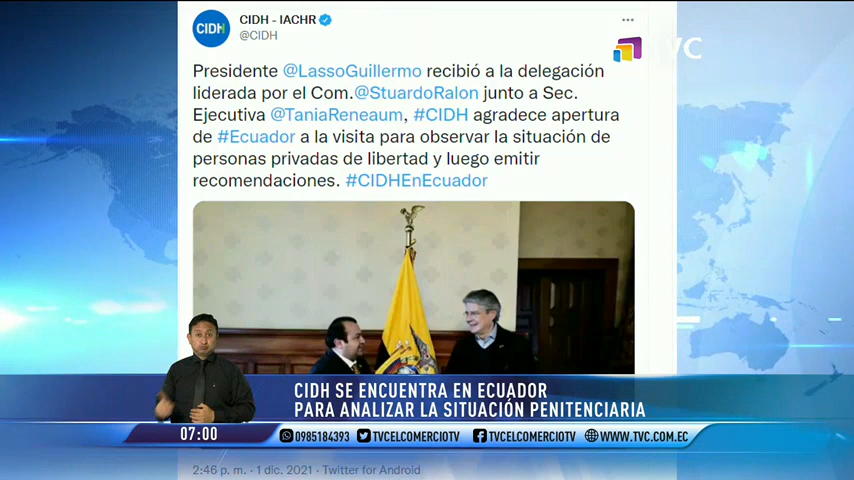 CIDH
CIDH - IACHR
@CIDH
TVC
Presidente @LassoGuillermo recibió a la delegación
liderada por el Com.@StuardoRalon junto a Sec.
Ejecutiva @TaniaReneaum, #CIDH agradece apertura
de #Ecuador a la visita para observar la situación de
personas privadas de libertad y luego emitir
recomendaciones. #CIDHEnEcuador
CIDH SE ENCUENTRA EN ECUADOR
PARA ANALIZAR LA SITUACIÓN PENITENCIARIA
07:00
0985184393
TVCELCOMERCIOTV
TVCELCOMERCIOTV
WWW.TVC.COM.EC
2:46 p. m. · 1 dic. 2021 · Twitter for Android